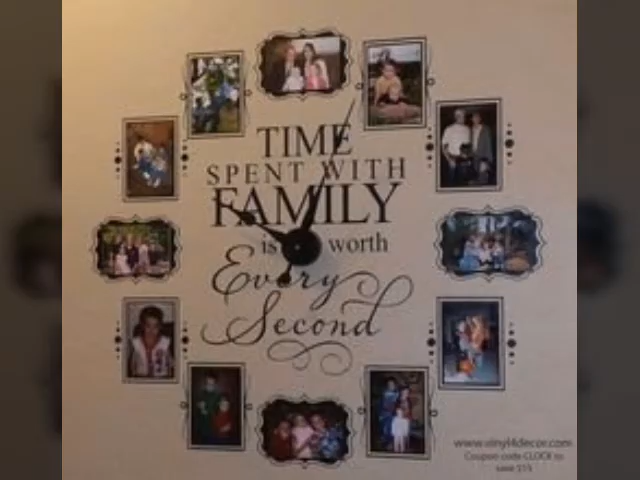 TIME
SPENT WITH
FAMILY
is worth
Every
Second
www.vinyl4decor.com
Coupon code CLOCK to
save $15